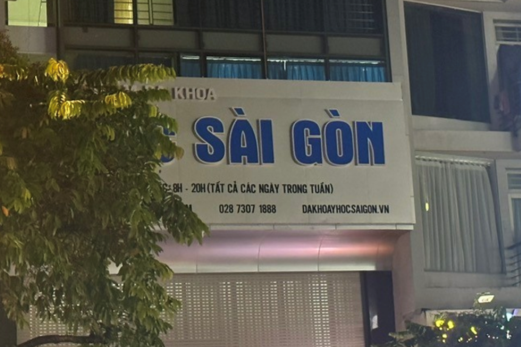 KHOA
SÀI GÒN
8H - 20H (TẤT CẢ CÁC NGÀY TRONG TUẦN)
028 7307 1888 DAKHOAYHOCSAIGON.VN